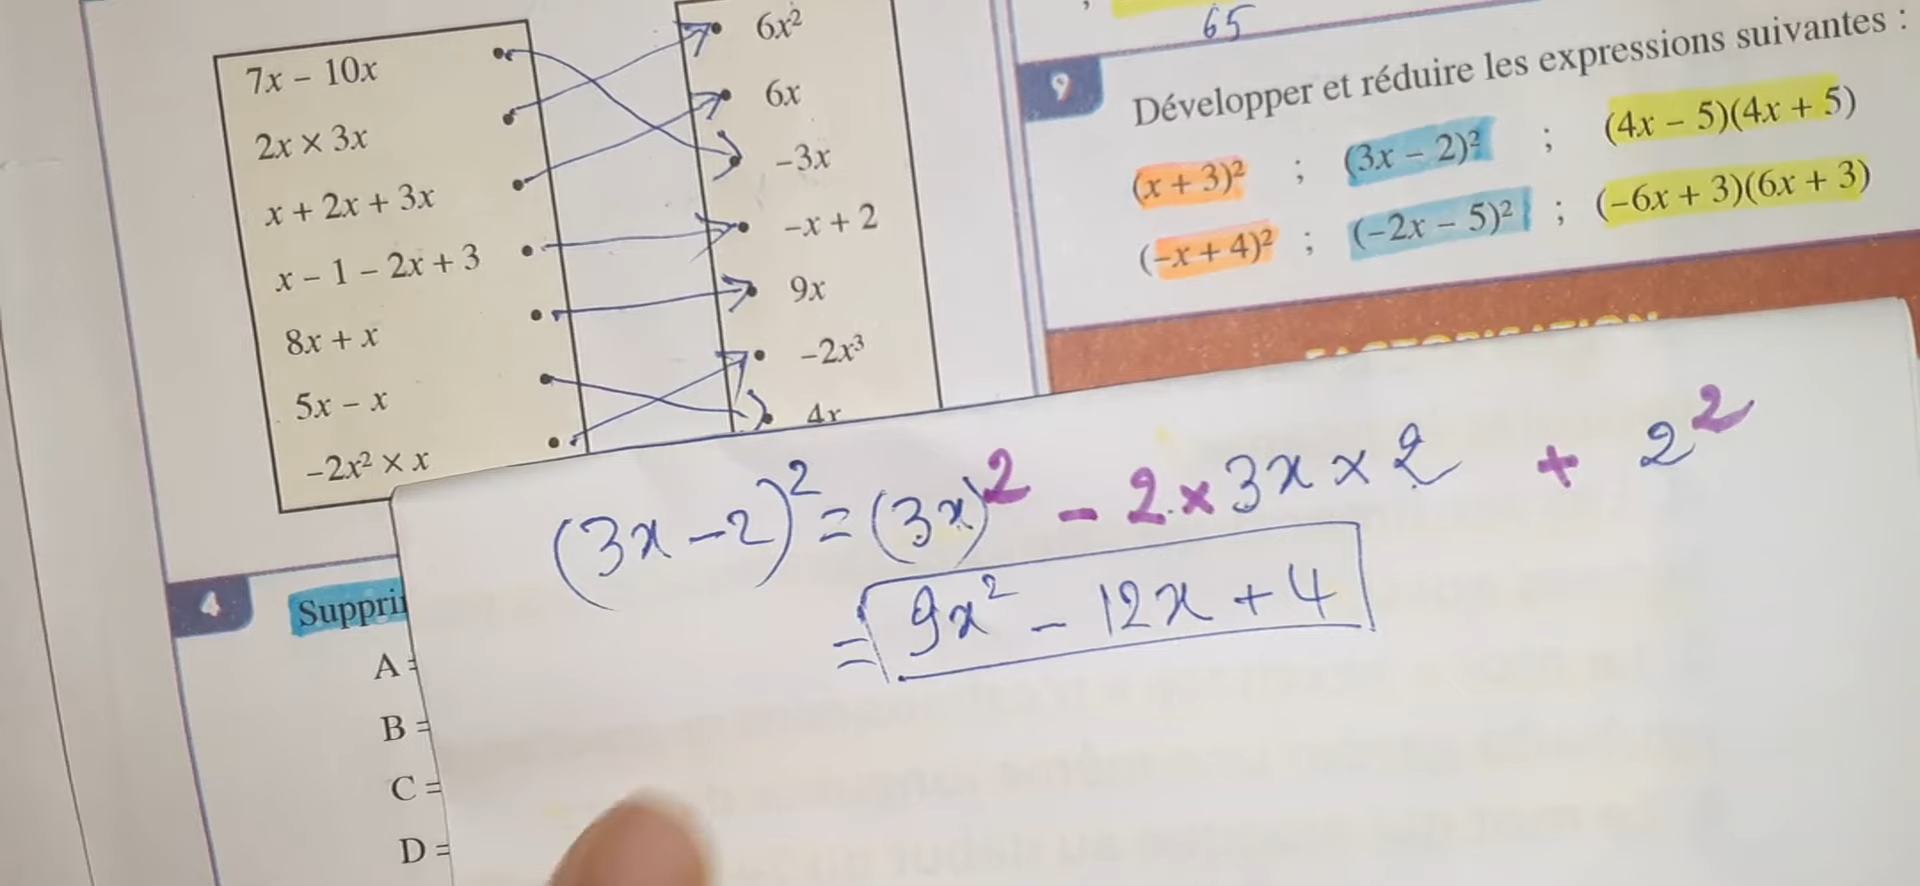 7x – 10x
2x × 3x
x + 2x + 3x
x – 1 – 2x + 3
8x + x
5x – x
–2x² × x
6x²
6x
–3x
–x + 2
9x
–2x³
4x
65
9
Développer et réduire les expressions suivantes :
(x + 3)² ; (3x – 2)² ; (4x – 5)(4x + 5)
(–x + 4)² ; (–2x – 5)² ; (–6x + 3)(6x + 3)
(3x – 2)² = (3x)² – 2 × 3x × 2 + 2²
= 9x² – 12x + 4
4
A =
B =
C =
D =